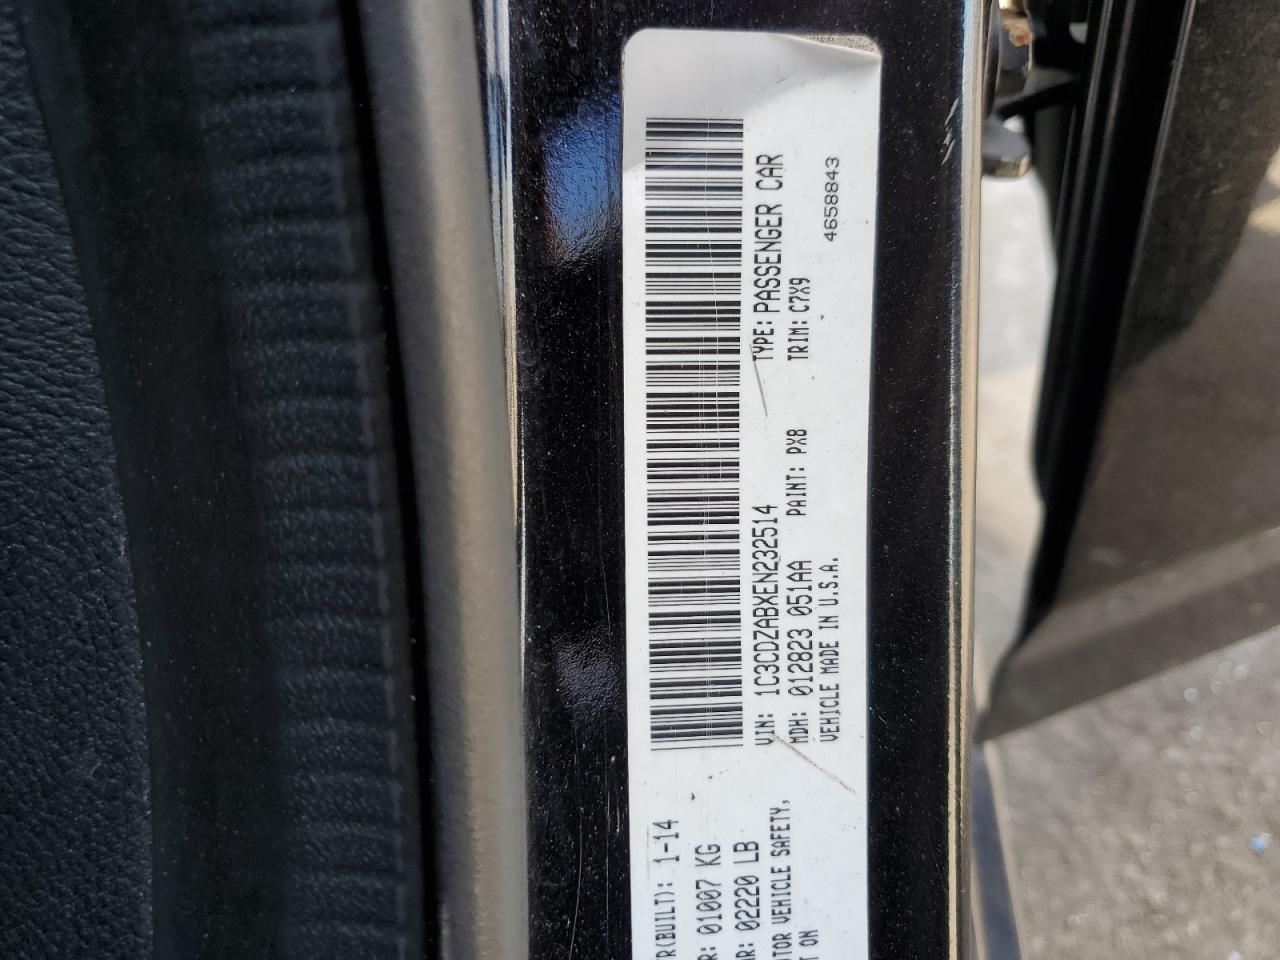 R(BUILT): 1-14
R: 01007 KG
R: 02220 LB
TOR VEHICLE SAFETY,
T ON
VIN: 1C3CDZABXEN232514 TYPE: PASSENGER CAR
MDH: 012823 051AA PAINT: PX8 TRIM: C7X9
VEHICLE MADE IN U.S.A. 4658843